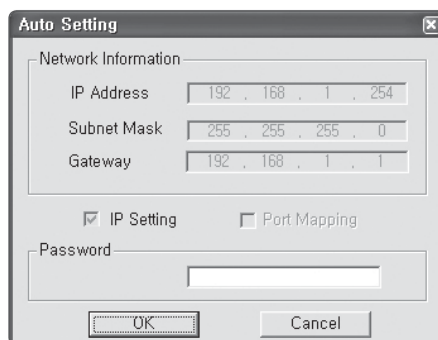 Auto Setting
Network Information
IP Address 192 . 168 . 1 . 254
Subnet Mask 255 . 255 . 255 . 0
Gateway 192 . 168 . 1 . 1
IP Setting Port Mapping
Password
OK Cancel